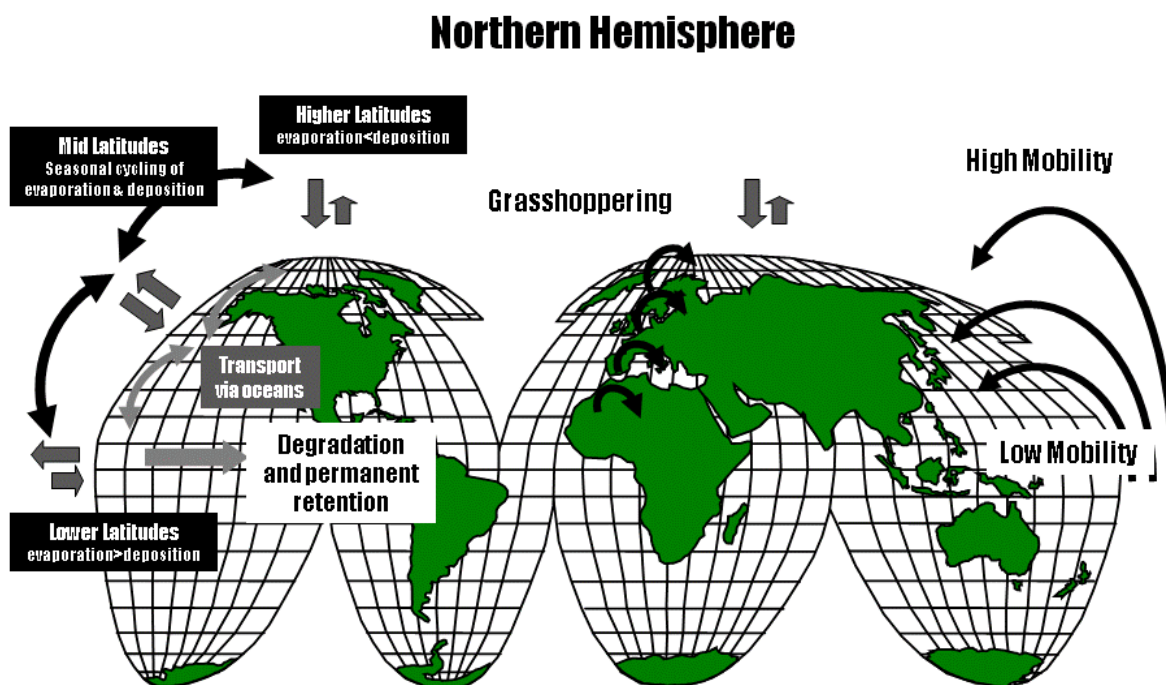 Northern Hemisphere
Higher Latitudes
evaporation<deposition
Mid Latitudes
Seasonal cycling of
evaporation & deposition
High Mobility
Grasshoppering
Transport
via oceans
Degradation
and permanent
retention
Low Mobility
Lower Latitudes
evaporation>deposition